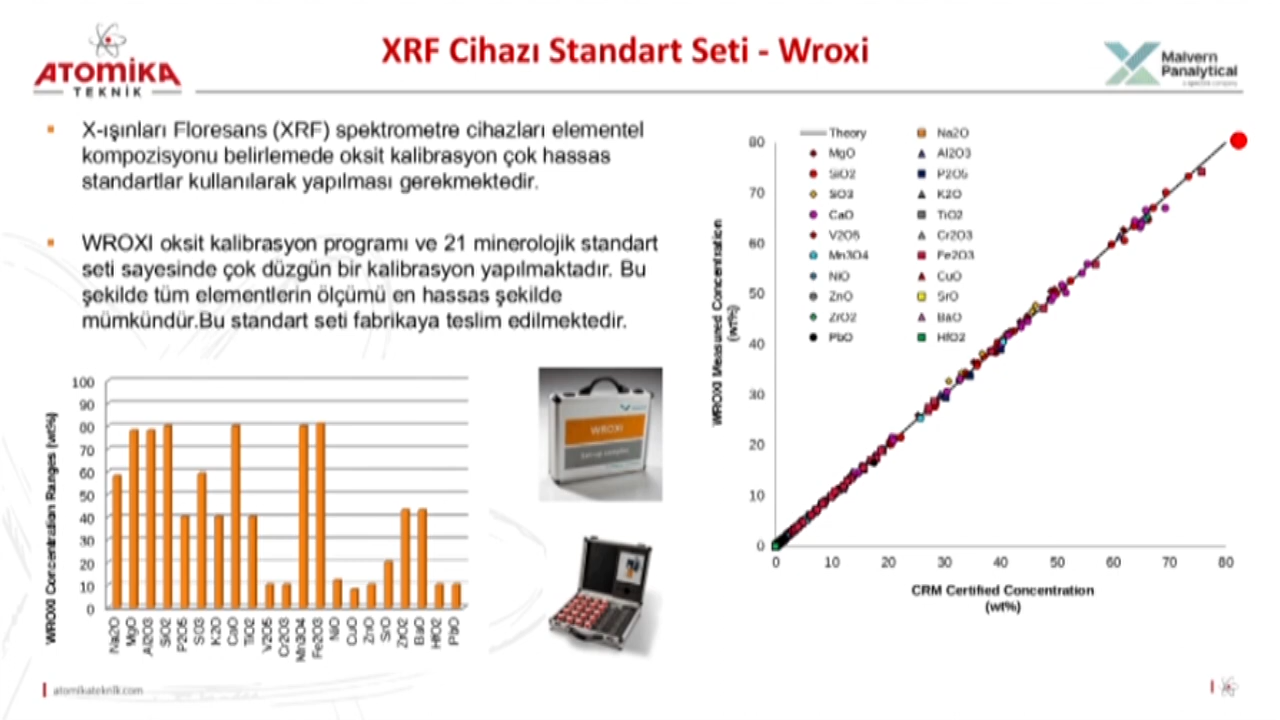 XRF Cihazı Standart Seti - Wroxi
ATOMİKA
TEKNİK
Malvern
Panalytical
X-ışınları Floresans (XRF) spektrometre cihazları elementel
kompozisyonu belirlemede oksit kalibrasyon çok hassas
standartlar kullanılarak yapılması gerekmektedir.
WROXI oksit kalibrasyon programı ve 21 minerolojik standart
seti sayesinde çok düzgün bir kalibrasyon yapılmaktadır. Bu
şekilde tüm elementlerin ölçümü en hassas şekilde
mümkündür.Bu standart seti fabrikaya teslim edilmektedir.
WROXI Concentration Ranges (wt%)
100
90
80
70
60
50
40
30
20
10
0
Na2O MgO Al2O3 SiO2 P2O5 SO3 K2O CaO TiO2 V2O5 Cr2O3 Mn3O4 Fe2O3 NiO CuO ZnO SrO ZrO2 BaO HfO2 PbO
WROXI
Set-up samples
WROXI Measured Concentration
(wt%)
80
70
60
50
40
30
20
10
0
Theory Na2O
MgO Al2O3
SiO2 P2O5
SO3 K2O
CaO TiO2
V2O5 Cr2O3
Mn3O4 Fe2O3
NiO CuO
ZnO SrO
ZrO2 BaO
PbO HfO2
0 10 20 30 40 50 60 70 80
CRM Certified Concentration
(wt%)
atomikateknik.com